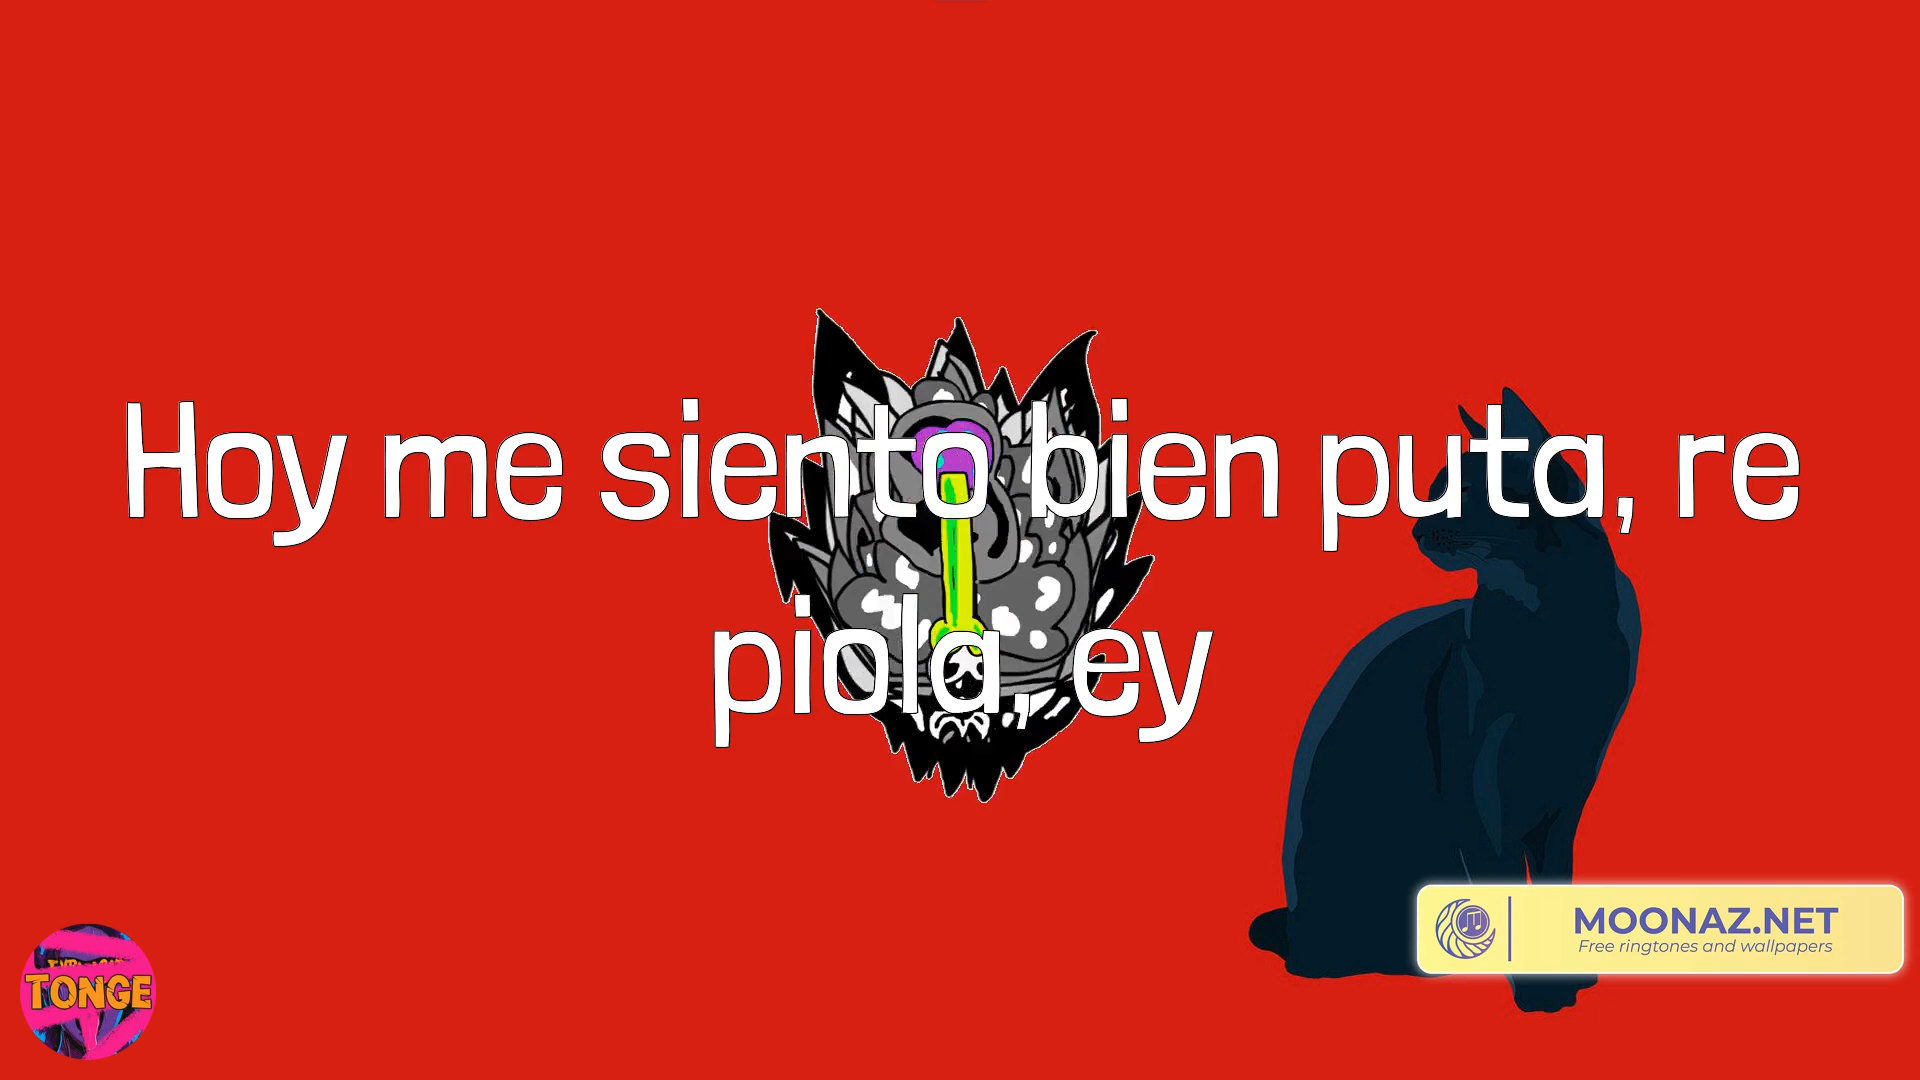 Hoy me siento bien puta, re
piola, ey
MOONAZ.NET
Free ringtones and wallpapers
TONGE